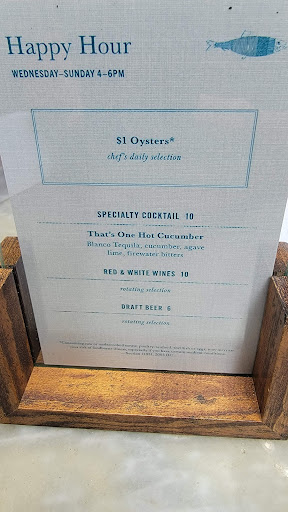 Happy Hour
WEDNESDAY–SUNDAY 4–6PM
$1 Oysters*
chef's daily selection
SPECIALTY COCKTAIL 10
That's One Hot Cucumber
Blanco Tequila, cucumber, agave
lime, firewater bitters
RED & WHITE WINES 10
rotating selection
DRAFT BEER 6
rotating selection